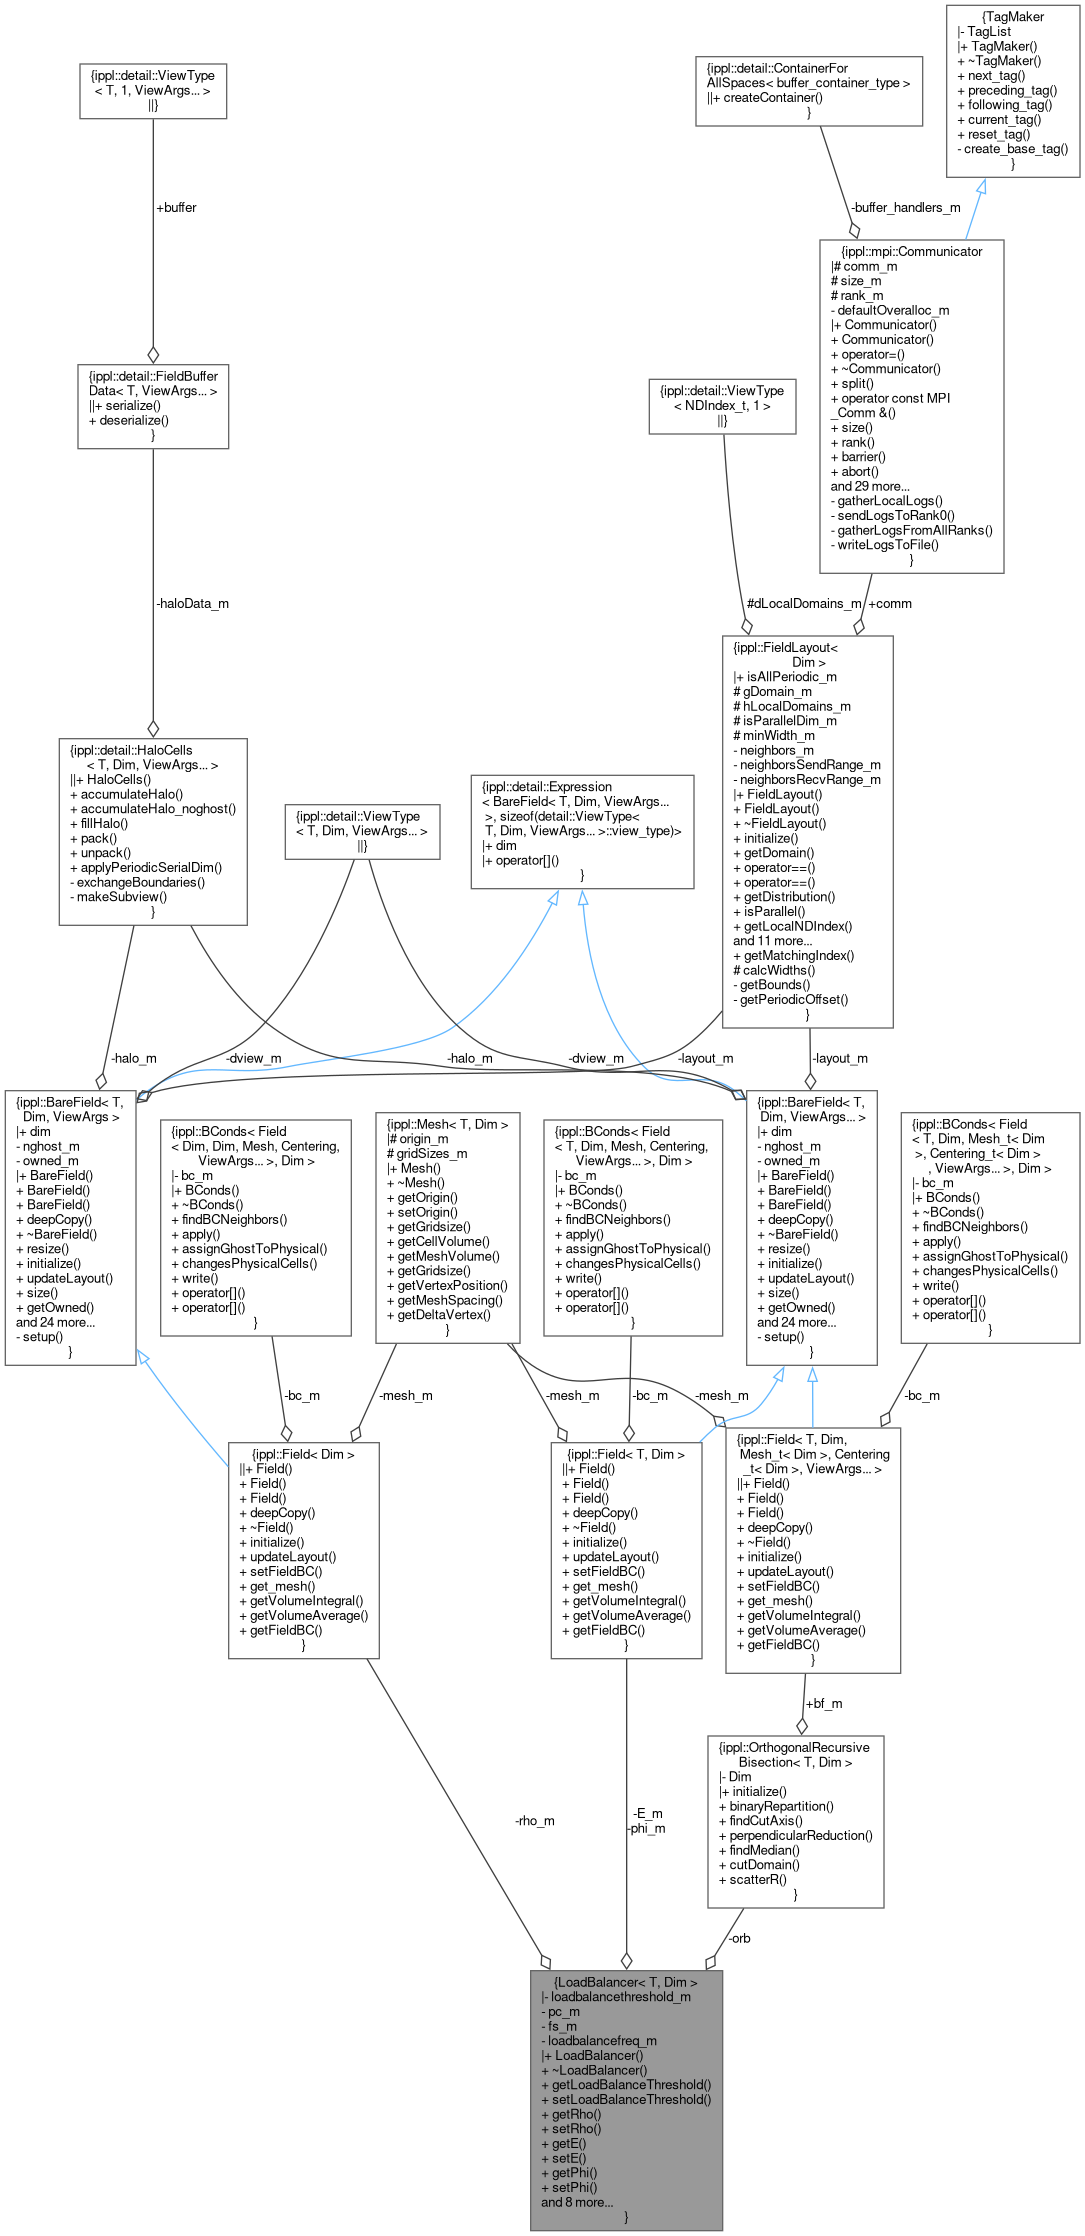 {TagMaker
|- TagList
|+ TagMaker()
+ ~TagMaker()
+ next_tag()
+ preceding_tag()
+ following_tag()
+ current_tag()
+ reset_tag()
- create_base_tag()
}
{ippl::detail::ViewType
< T, 1, ViewArgs... >
||}
{ippl::detail::ContainerFor
AllSpaces< buffer_container_type >
||+ createContainer()
}
+buffer
-buffer_handlers_m
{ippl::mpi::Communicator
|# comm_m
# size_m
# rank_m
- defaultOveralloc_m
|+ Communicator()
+ Communicator()
+ operator=()
+ ~Communicator()
+ split()
+ operator const MPI
_Comm &()
+ size()
+ rank()
+ barrier()
+ abort()
and 29 more...
- gatherLocalLogs()
- sendLogsToRank0()
- gatherLogsFromAllRanks()
- writeLogsToFile()
}
{ippl::detail::FieldBuffer
Data< T, ViewArgs... >
||+ serialize()
+ deserialize()
}
{ippl::detail::ViewType
< NDIndex_t, 1 >
||}
-haloData_m
#dLocalDomains_m
+comm
{ippl::FieldLayout<
Dim >
|+ isAllPeriodic_m
# gDomain_m
# hLocalDomains_m
# isParallelDim_m
# minWidth_m
- neighbors_m
- neighborsSendRange_m
- neighborsRecvRange_m
|+ FieldLayout()
+ FieldLayout()
+ ~FieldLayout()
+ initialize()
+ getDomain()
+ operator==()
+ operator==()
+ getDistribution()
+ isParallel()
+ getLocalNDIndex()
and 11 more...
+ getMatchingIndex()
# calcWidths()
- getBounds()
- getPeriodicOffset()
}
{ippl::detail::HaloCells
< T, Dim, ViewArgs... >
||+ HaloCells()
+ accumulateHalo()
+ accumulateHalo_noghost()
+ fillHalo()
+ pack()
+ unpack()
+ applyPeriodicSerialDim()
- exchangeBoundaries()
- makeSubview()
}
{ippl::detail::ViewType
< T, Dim, ViewArgs... >
||}
{ippl::detail::Expression
< BareField< T, Dim, ViewArgs...
>, sizeof(detail::ViewType<
T, Dim, ViewArgs... >::view_type)>
|+ dim
|+ operator[]()
}
-halo_m
-dview_m
-halo_m
-dview_m
-layout_m
-layout_m
{ippl::BareField< T,
Dim, ViewArgs >
|+ dim
- nghost_m
- owned_m
|+ BareField()
+ BareField()
+ BareField()
+ deepCopy()
+ ~BareField()
+ resize()
+ initialize()
+ updateLayout()
+ size()
+ getOwned()
and 24 more...
- setup()
}
{ippl::BConds< Field
< Dim, Dim, Mesh, Centering,
ViewArgs... >, Dim >
|- bc_m
|+ BConds()
+ ~BConds()
+ findBCNeighbors()
+ apply()
+ assignGhostToPhysical()
+ changesPhysicalCells()
+ write()
+ operator[]()
+ operator[]()
}
{ippl::Mesh< T, Dim >
|# origin_m
# gridSizes_m
|+ Mesh()
+ ~Mesh()
+ getOrigin()
+ setOrigin()
+ getGridsize()
+ getCellVolume()
+ getMeshVolume()
+ getGridsize()
+ getVertexPosition()
+ getMeshSpacing()
+ getDeltaVertex()
}
{ippl::BConds< Field
< T, Dim, Mesh, Centering,
ViewArgs... >, Dim >
|- bc_m
|+ BConds()
+ ~BConds()
+ findBCNeighbors()
+ apply()
+ assignGhostToPhysical()
+ changesPhysicalCells()
+ write()
+ operator[]()
+ operator[]()
}
{ippl::BareField< T,
Dim, ViewArgs... >
|+ dim
- nghost_m
- owned_m
|+ BareField()
+ BareField()
+ BareField()
+ deepCopy()
+ ~BareField()
+ resize()
+ initialize()
+ updateLayout()
+ size()
+ getOwned()
and 24 more...
- setup()
}
{ippl::BConds< Field
< T, Dim, Mesh_t< Dim
>, Centering_t< Dim >
, ViewArgs... >, Dim >
|- bc_m
|+ BConds()
+ ~BConds()
+ findBCNeighbors()
+ apply()
+ assignGhostToPhysical()
+ changesPhysicalCells()
+ write()
+ operator[]()
+ operator[]()
}
-bc_m
-mesh_m
-mesh_m
-bc_m
-mesh_m
-bc_m
{ippl::Field< Dim >
||+ Field()
+ Field()
+ Field()
+ deepCopy()
+ ~Field()
+ initialize()
+ updateLayout()
+ setFieldBC()
+ get_mesh()
+ getVolumeIntegral()
+ getVolumeAverage()
+ getFieldBC()
}
{ippl::Field< T, Dim >
||+ Field()
+ Field()
+ Field()
+ deepCopy()
+ ~Field()
+ initialize()
+ updateLayout()
+ setFieldBC()
+ get_mesh()
+ getVolumeIntegral()
+ getVolumeAverage()
+ getFieldBC()
}
{ippl::Field< T, Dim,
Mesh_t< Dim >, Centering
_t< Dim >, ViewArgs... >
||+ Field()
+ Field()
+ Field()
+ deepCopy()
+ ~Field()
+ initialize()
+ updateLayout()
+ setFieldBC()
+ get_mesh()
+ getVolumeIntegral()
+ getVolumeAverage()
+ getFieldBC()
}
+bf_m
{ippl::OrthogonalRecursive
Bisection< T, Dim >
|- Dim
|+ initialize()
+ binaryRepartition()
+ findCutAxis()
+ perpendicularReduction()
+ findMedian()
+ cutDomain()
+ scatterR()
}
-rho_m
-E_m
-phi_m
-orb
{LoadBalancer< T, Dim >
|- loadbalancethreshold_m
- pc_m
- fs_m
- loadbalancefreq_m
|+ LoadBalancer()
+ ~LoadBalancer()
+ getLoadBalanceThreshold()
+ setLoadBalanceThreshold()
+ getRho()
+ setRho()
+ getE()
+ setE()
+ getPhi()
+ setPhi()
and 8 more...
}